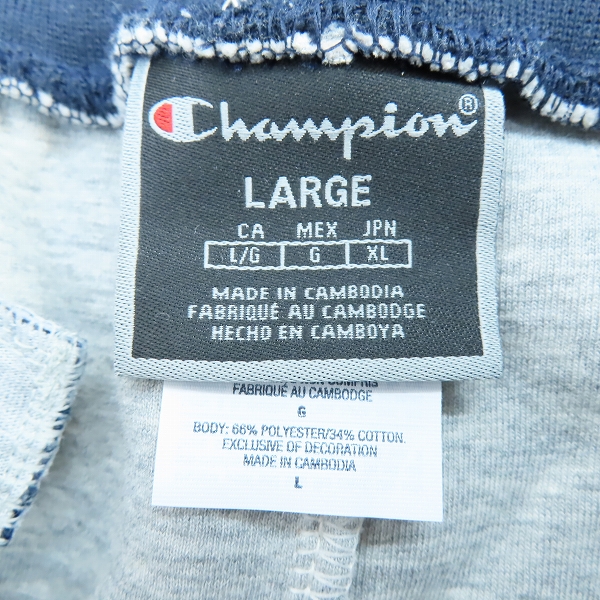 Champion®
LARGE
CA MEX JPN
L/G G XL
MADE IN CAMBODIA
FABRIQUÉ AU CAMBODGE
HECHO EN CAMBOYA
COMPRIS
FABRIQUÉ AU CAMBODGE
G
BODY: 66% POLYESTER/34% COTTON.
EXCLUSIVE OF DECORATION
MADE IN CAMBODIA
L